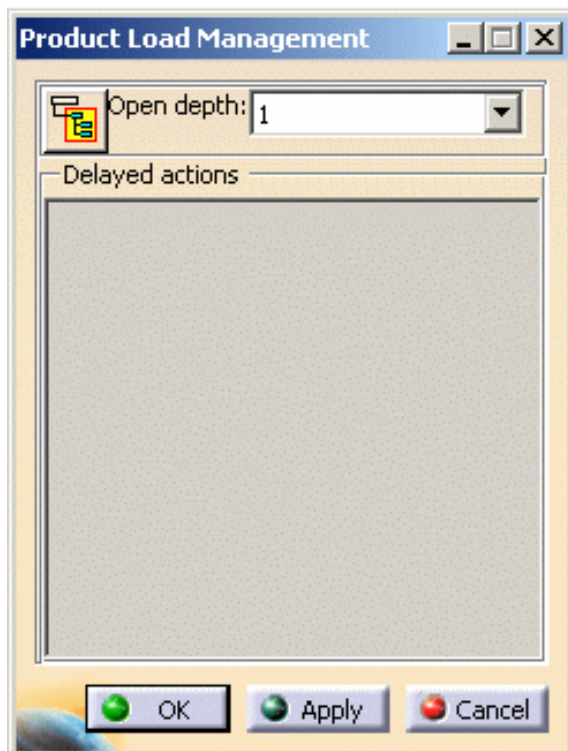 Product Load Management
Open depth: 1
Delayed actions
OK Apply Cancel